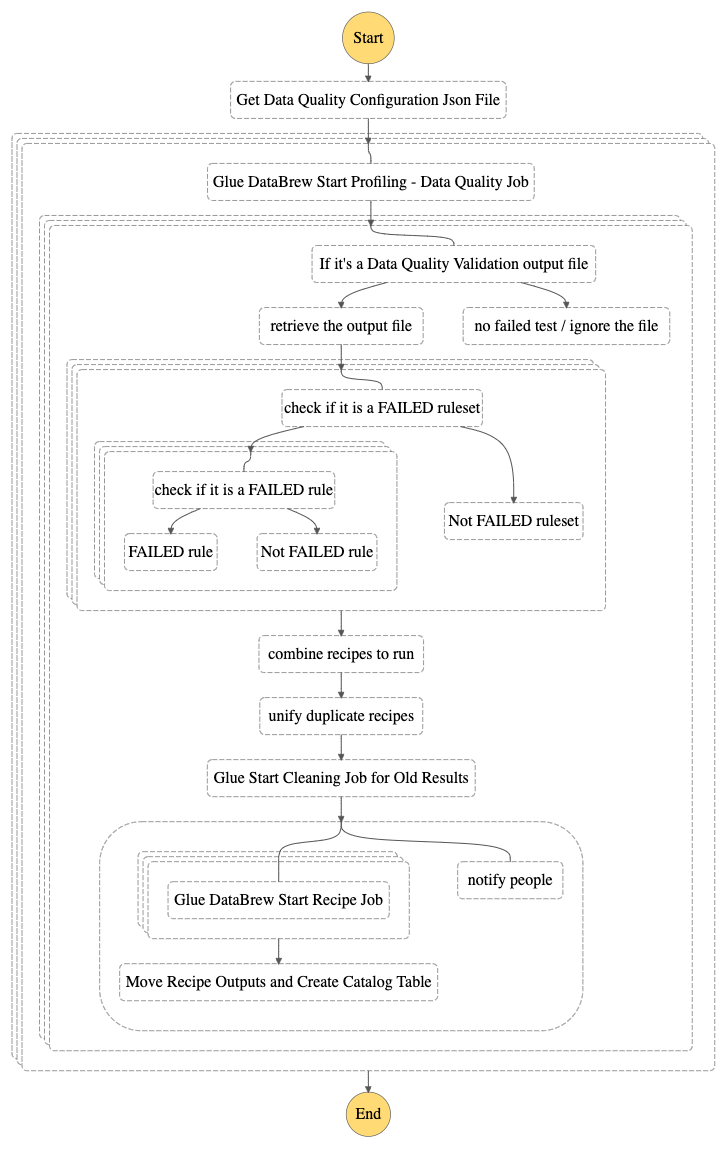 Start
Get Data Quality Configuration Json File
Glue DataBrew Start Profiling - Data Quality Job
If it's a Data Quality Validation output file
retrieve the output file
no failed test / ignore the file
check if it is a FAILED ruleset
check if it is a FAILED rule
Not FAILED ruleset
FAILED rule
Not FAILED rule
combine recipes to run
unify duplicate recipes
Glue Start Cleaning Job for Old Results
Glue DataBrew Start Recipe Job
notify people
Move Recipe Outputs and Create Catalog Table
End